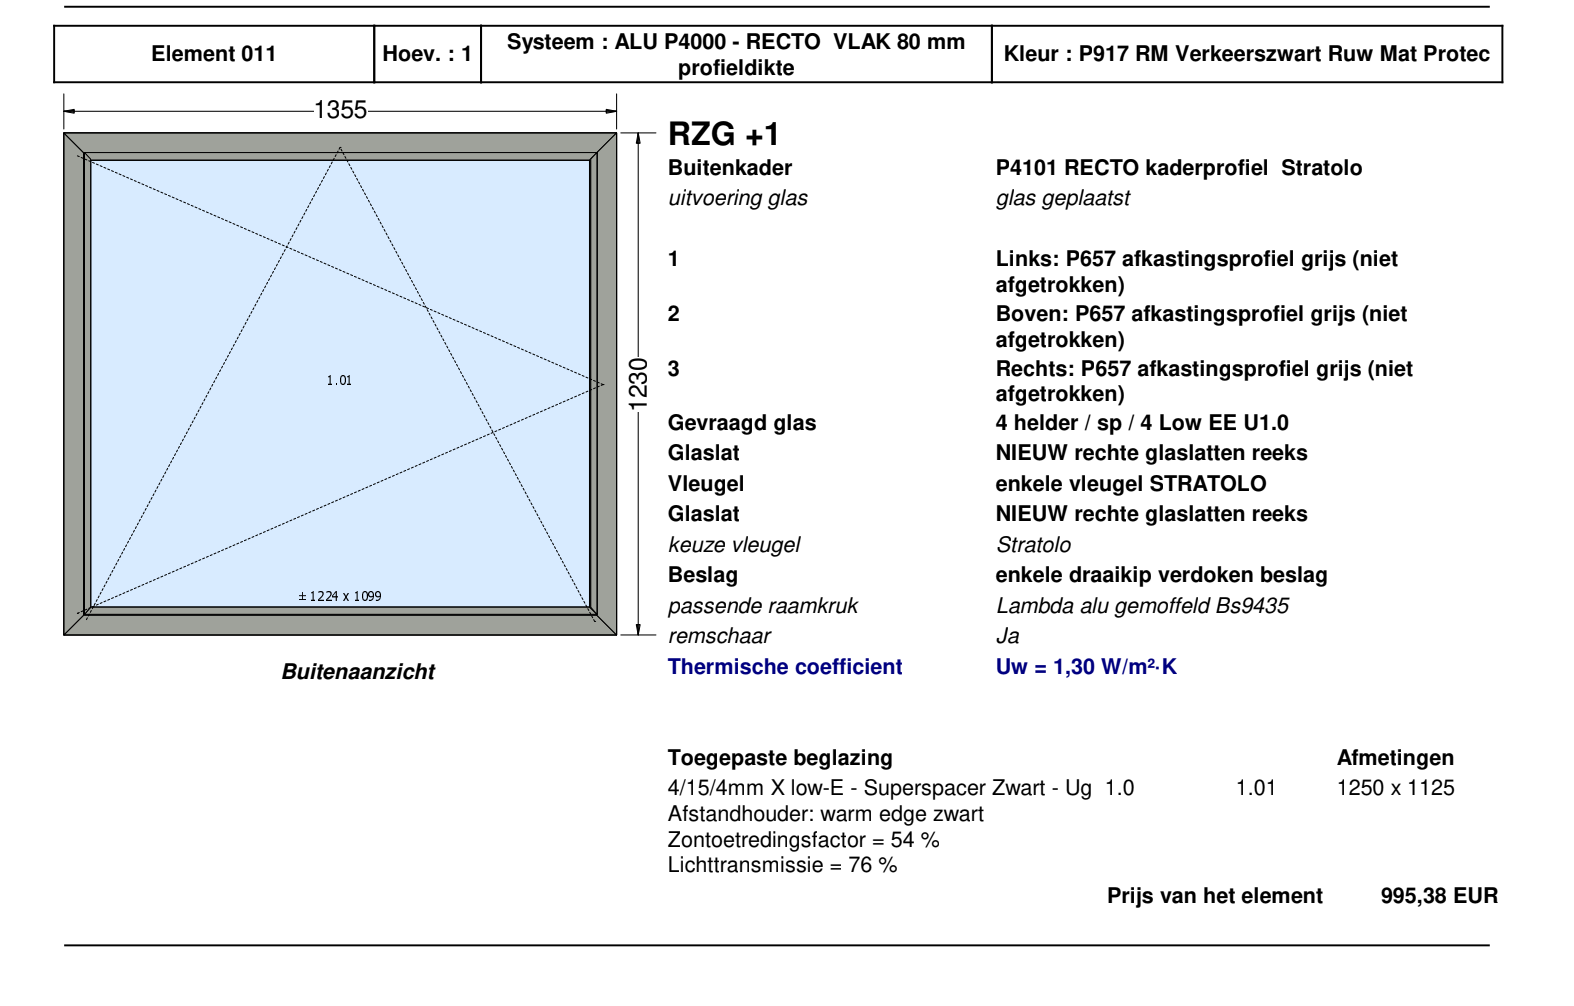 Element 011
Hoev. : 1
Systeem : ALU P4000 - RECTO  VLAK 80 mm
profieldikte
Kleur : P917 RM Verkeerszwart Ruw Mat Protec
1355
1230
1.01
± 1224 x 1099
Buitenaanzicht
RZG +1
Buitenkader P4101 RECTO kaderprofiel  Stratolo
uitvoering glas glas geplaatst
1 Links: P657 afkastingsprofiel grijs (niet
afgetrokken)
2 Boven: P657 afkastingsprofiel grijs (niet
afgetrokken)
3 Rechts: P657 afkastingsprofiel grijs (niet
afgetrokken)
Gevraagd glas 4 helder / sp / 4 Low EE U1.0
Glaslat NIEUW rechte glaslatten reeks
Vleugel enkele vleugel STRATOLO
Glaslat NIEUW rechte glaslatten reeks
keuze vleugel Stratolo
Beslag enkele draaikip verdoken beslag
passende raamkruk Lambda alu gemoffeld Bs9435
remschaar Ja
Thermische coefficient Uw = 1,30 W/m²·K
Toegepaste beglazing Afmetingen
4/15/4mm X low-E - Superspacer Zwart - Ug  1.0 1.01 1250 x 1125
Afstandhouder: warm edge zwart
Zontoetredingsfactor = 54 %
Lichttransmissie = 76 %
Prijs van het element 995,38 EUR